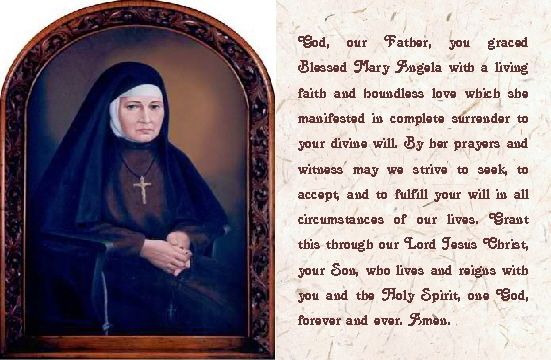 God, our Father, you graced
Blessed Mary Angela with a living
faith and boundless love which she
manifested in complete surrender to
your divine will. By her prayers and
witness may we strive to seek, to
accept, and to fulfill your will in all
circumstances of our lives. Grant
this through our Lord Jesus Christ,
your Son, who lives and reigns with
you and the Holy Spirit, one God,
forever and ever. Amen.